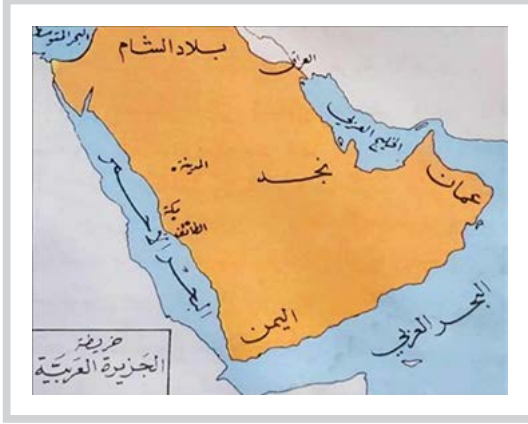 البحر المتوسط
بلاد الشام
العراق
الخليج العربي
المدينة
نجد
عمان
مكة
الطائف
البحر الأحمر
اليمن
البحر العربي
خريطة
الجزيرة العربية